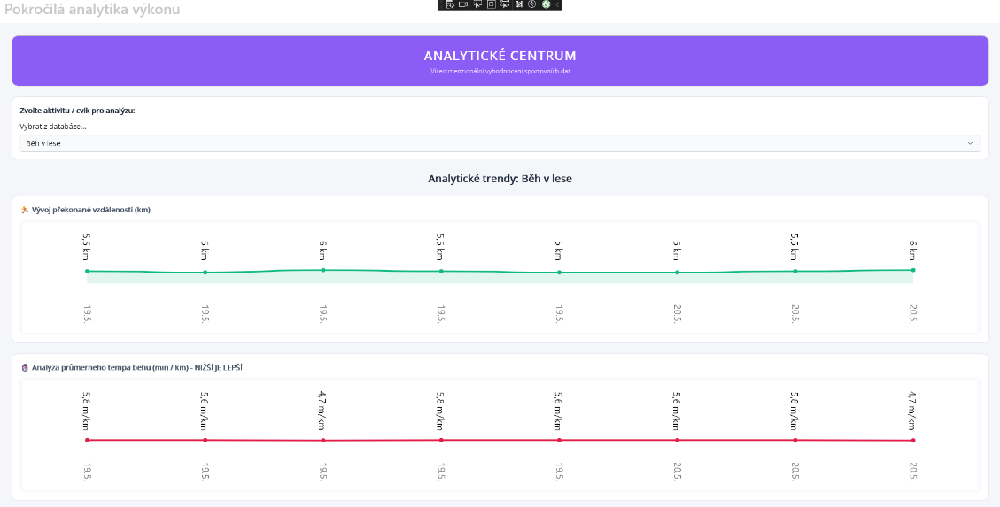 Pokročilá analytika výkonu
ANALYTICKÉ CENTRUM
Vícedimenzionální vyhodnocení sportovních dat
Zvolte aktivitu / cvik pro analýzu:
Vybrat z databáze...
Běh v lese
Analytické trendy: Běh v lese
Vývoj překonané vzdálenosti (km)
5,5 km
5 km
6 km
5,5 km
5 km
5 km
5,5 km
6 km
19.5.
19.5.
19.5.
19.5.
19.5.
20.5.
20.5.
20.5.
Analýza průměrného tempa běhu (min / km) - NIŽŠÍ JE LEPŠÍ
5,8 m/km
5,6 m/km
4,7 m/km
5,8 m/km
5,6 m/km
5,6 m/km
5,8 m/km
4,7 m/km
19.5.
19.5.
19.5.
19.5.
19.5.
20.5.
20.5.
20.5.